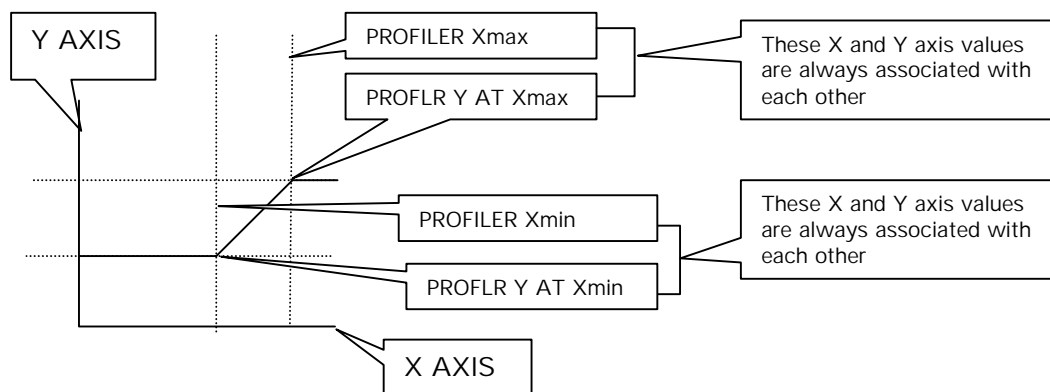 Y AXIS
PROFILER Xmax
PROFLR Y AT Xmax
These X and Y axis values
are always associated with
each other
PROFILER Xmin
PROFLR Y AT Xmin
These X and Y axis values
are always associated with
each other
X AXIS